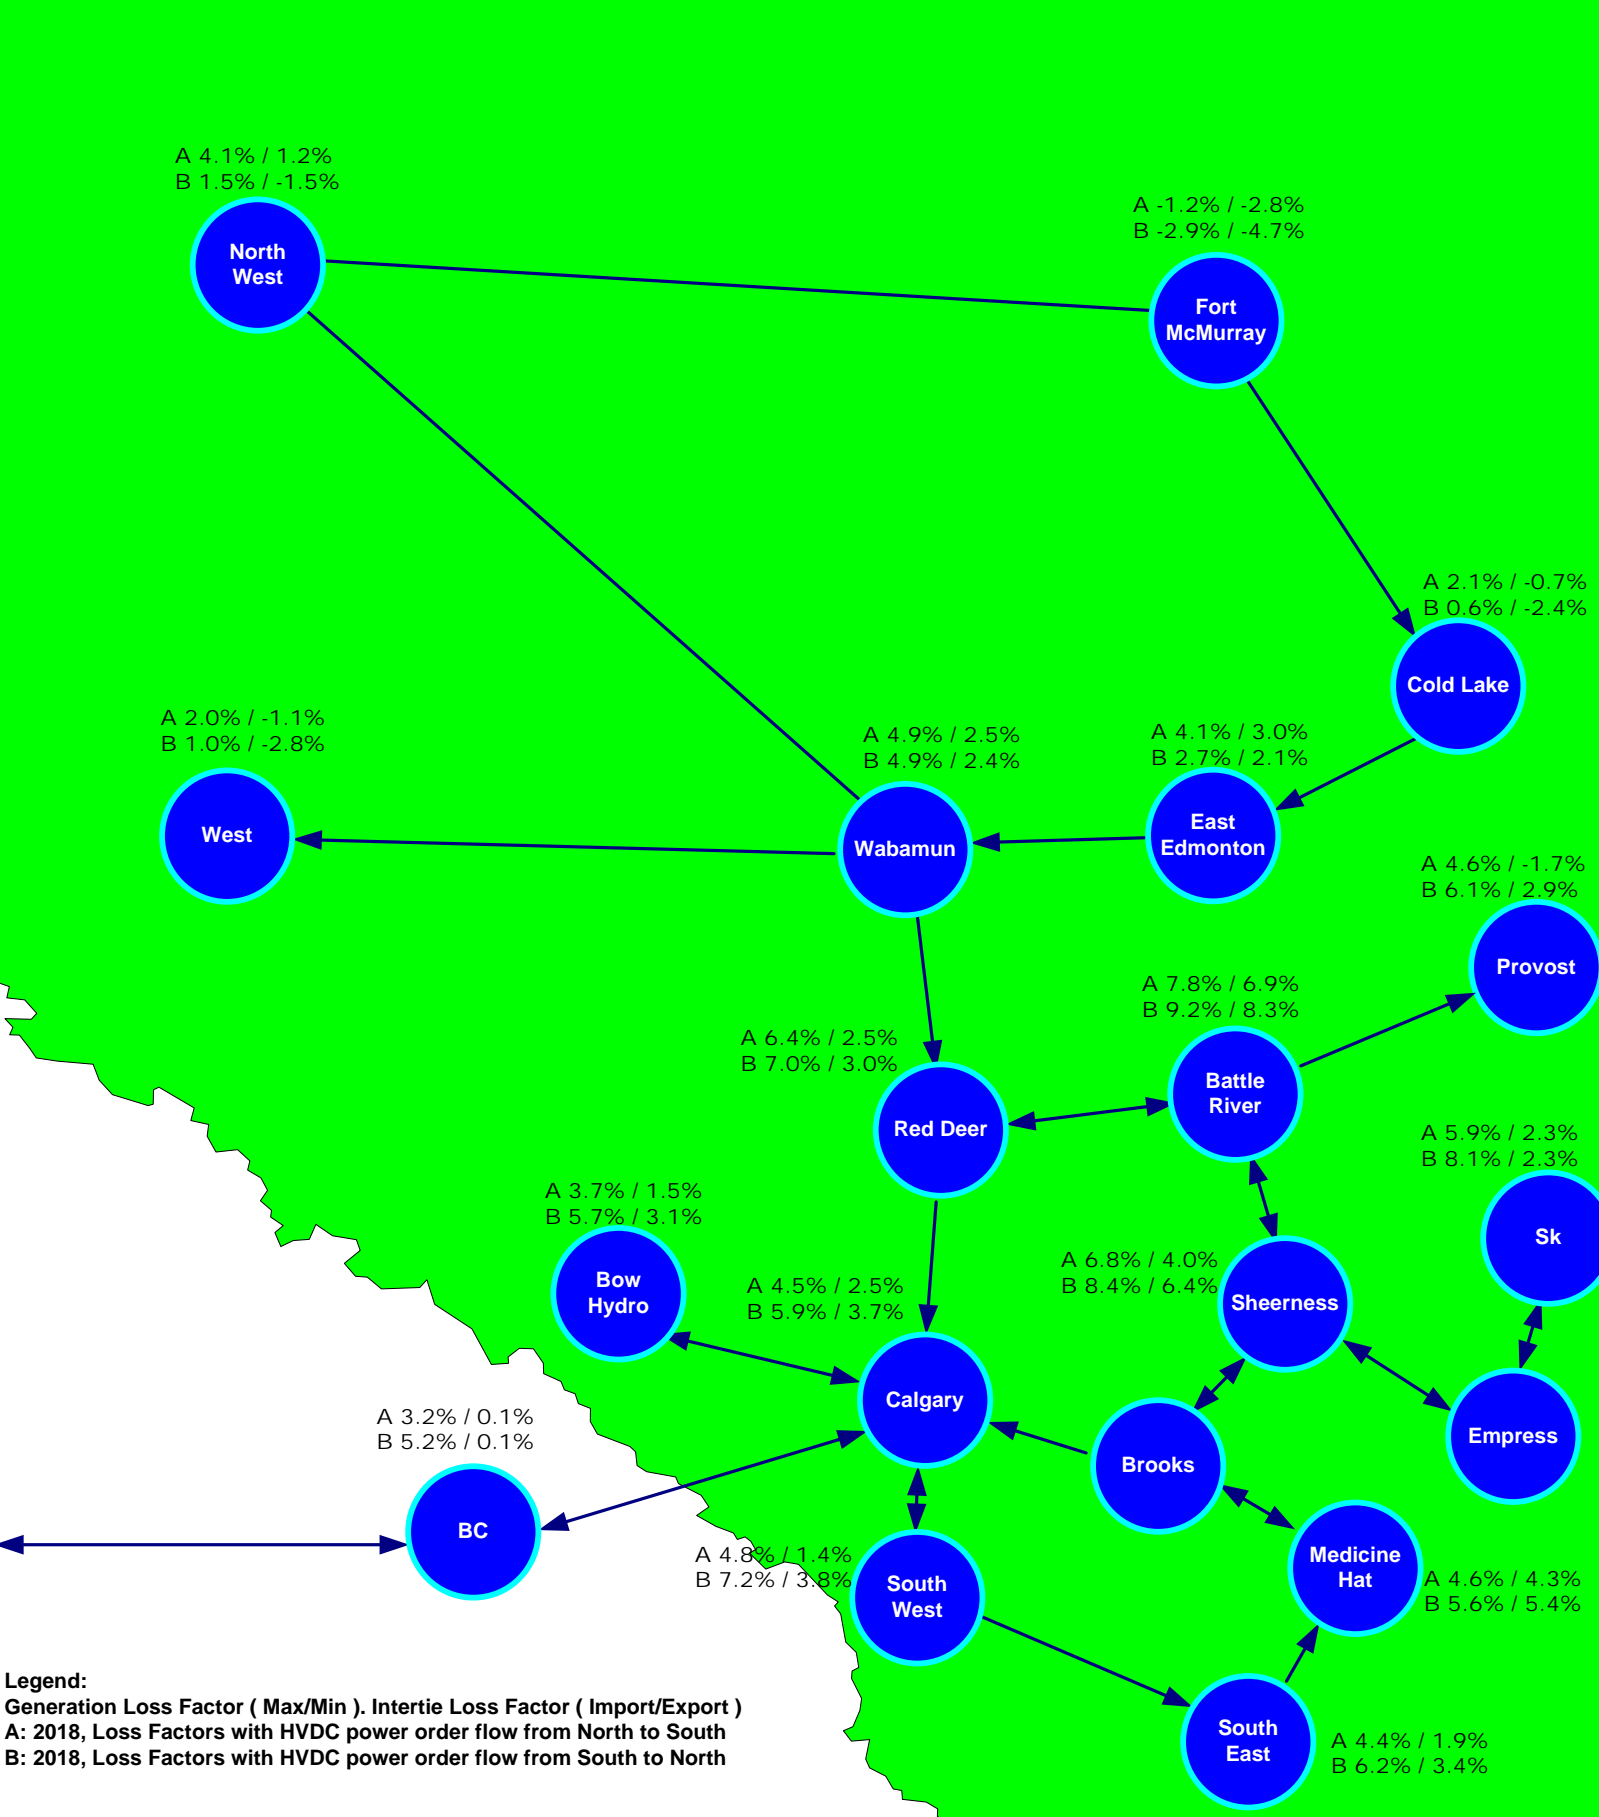 A 4.1% / 1.2%
B 1.5% / -1.5%
North
West
A -1.2% / -2.8%
B -2.9% / -4.7%
Fort
McMurray
A 2.1% / -0.7%
B 0.6% / -2.4%
Cold Lake
A 2.0% / -1.1%
B 1.0% / -2.8%
West
A 4.9% / 2.5%
B 4.9% / 2.4%
Wabamun
A 4.1% / 3.0%
B 2.7% / 2.1%
East
Edmonton
A 4.6% / -1.7%
B 6.1% / 2.9%
Provost
A 7.8% / 6.9%
B 9.2% / 8.3%
Battle
River
A 6.4% / 2.5%
B 7.0% / 3.0%
Red Deer
A 5.9% / 2.3%
B 8.1% / 2.3%
Sk
A 3.7% / 1.5%
B 5.7% / 3.1%
Bow
Hydro
A 6.8% / 4.0%
B 8.4% / 6.4%
Sheerness
A 4.5% / 2.5%
B 5.9% / 3.7%
Calgary
Empress
Brooks
A 3.2% / 0.1%
B 5.2% / 0.1%
BC
A 4.8% / 1.4%
B 7.2% / 3.8%
South
West
Medicine
Hat
A 4.6% / 4.3%
B 5.6% / 5.4%
South
East
A 4.4% / 1.9%
B 6.2% / 3.4%
Legend:
Generation Loss Factor ( Max/Min ). Intertie Loss Factor ( Import/Export )
A: 2018, Loss Factors with HVDC power order flow from North to South
B: 2018, Loss Factors with HVDC power order flow from South to North